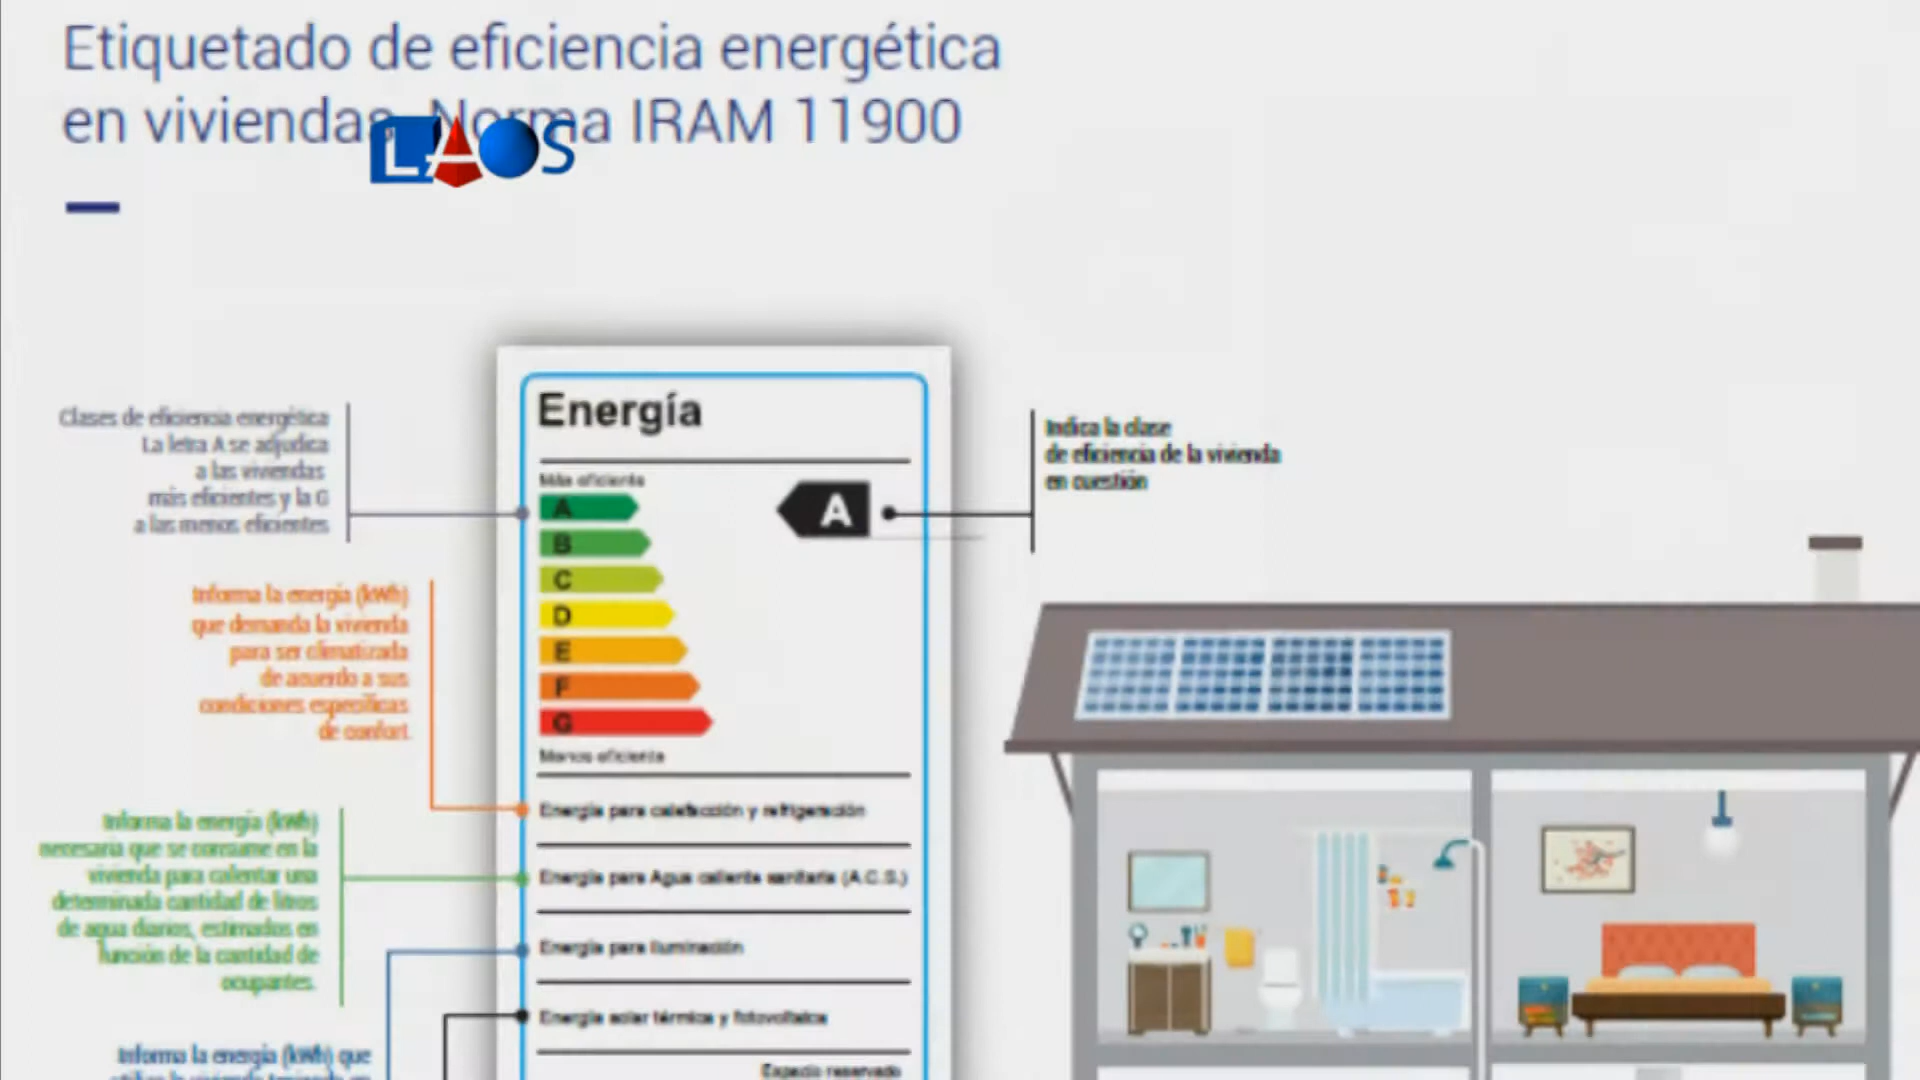 Etiquetado de eficiencia energética
en viviendas. Norma IRAM 11900
LAOS
Energía
Clases de eficiencia energética
La letra A se adjudica
a las viviendas
más eficientes y la G
a las menos eficientes
Más eficiente
A
B
C
D
E
F
G
Menos eficiente
A
Indica la clase
de eficiencia de la vivienda
en cuestión
Informa la energía (kWh)
que demanda la vivienda
para ser climatizada
de acuerdo a sus
condiciones específicas
de confort.
Energía para calefacción y refrigeración
Informa la energía (kWh)
necesaria que se consume en la
vivienda para calentar una
determinada cantidad de litros
de agua diarios, estimados en
función de la cantidad de
ocupantes.
Energía para Agua caliente sanitaria (A.C.S.)
Energía para iluminación
Energía solar térmica y fotovoltaica
Informa la energía (kWh) que
Espacio reservado